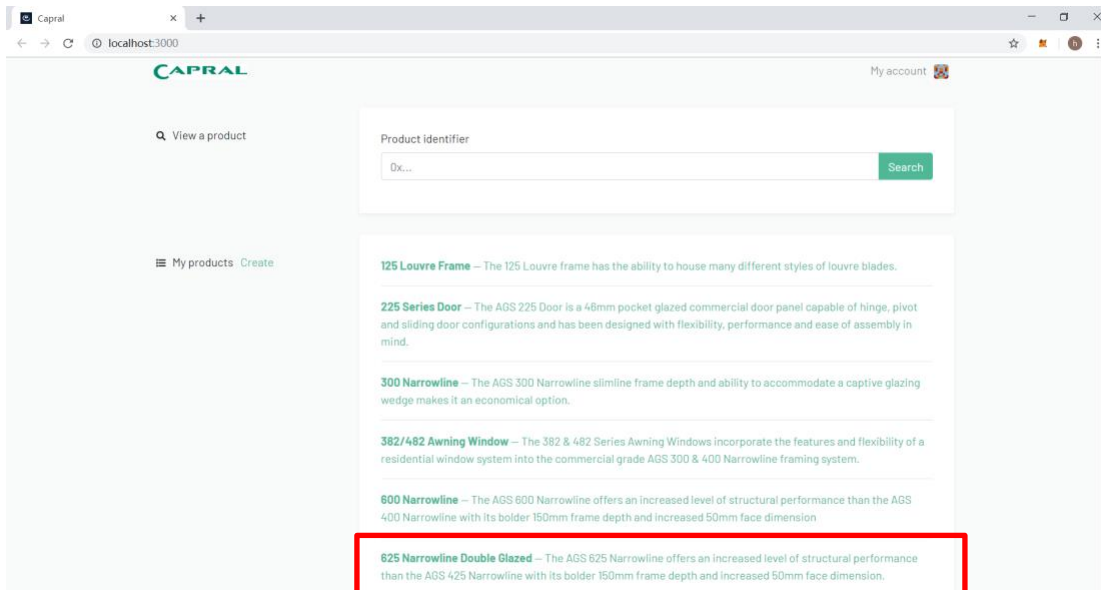 Capral
localhost:3000
CAPRAL
My account
View a product
Product identifier
0x...
Search
My products Create
125 Louvre Frame — The 125 Louvre frame has the ability to house many different styles of louvre blades.
225 Series Door — The AGS 225 Door is a 46mm pocket glazed commercial door panel capable of hinge, pivot
and sliding door configurations and has been designed with flexibility, performance and ease of assembly in
mind.
300 Narrowline — The AGS 300 Narrowline slimline frame depth and ability to accommodate a captive glazing
wedge makes it an economical option.
382/482 Awning Window — The 382 & 482 Series Awning Windows incorporate the features and flexibility of a
residential window system into the commercial grade AGS 300 & 400 Narrowline framing system.
600 Narrowline — The AGS 600 Narrowline offers an increased level of structural performance than the AGS
400 Narrowline with its bolder 150mm frame depth and increased 50mm face dimension
625 Narrowline Double Glazed — The AGS 625 Narrowline offers an increased level of structural performance
than the AGS 425 Narrowline with its bolder 150mm frame depth and increased 50mm face dimension.